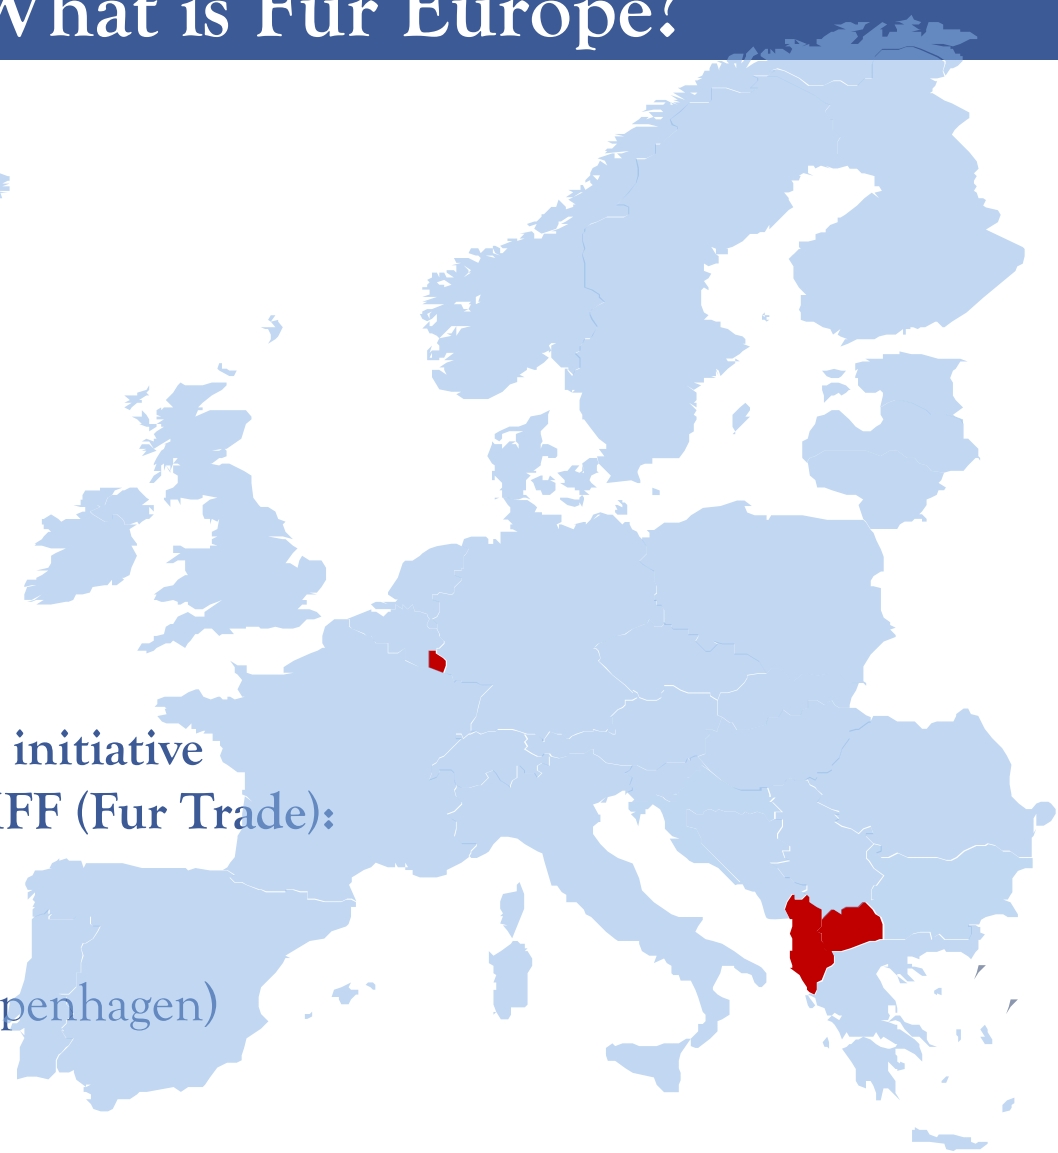 What is Fur Europe?
initiative
IFF (Fur Trade):
penhagen)